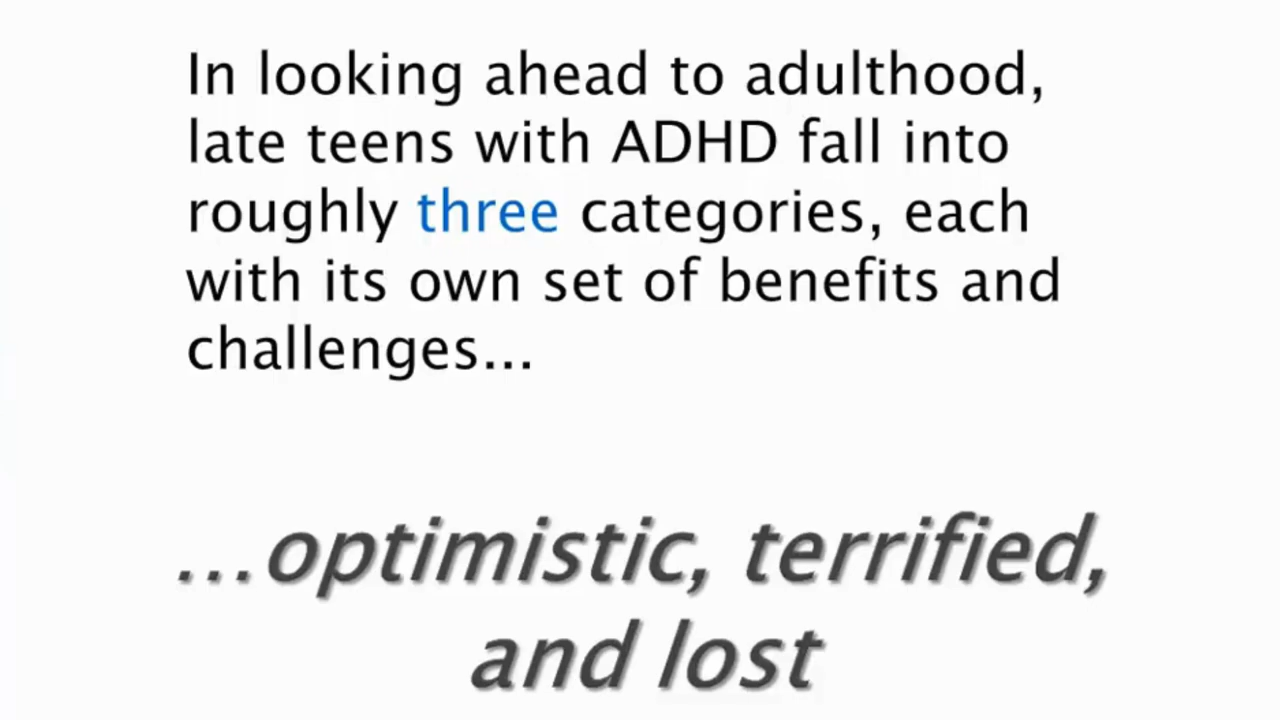 In looking ahead to adulthood,
late teens with ADHD fall into
roughly three categories, each
with its own set of benefits and
challenges...
...optimistic, terrified,
and lost